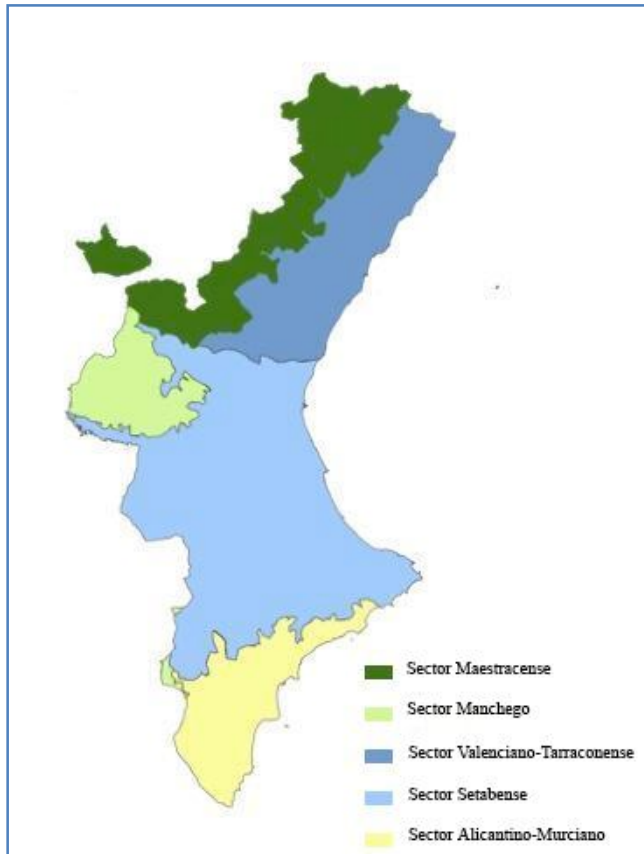 Sector Maestracense
Sector Manchego
Sector Valenciano-Tarraconense
Sector Setabense
Sector Alicantino-Murciano